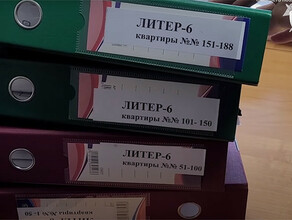 ЛИТЕР-6
квартиры №№ 151-188
ЛИТЕР-6
квартиры №№ 101- 150
ЛИТЕР-6
квартиры №№ 51-100